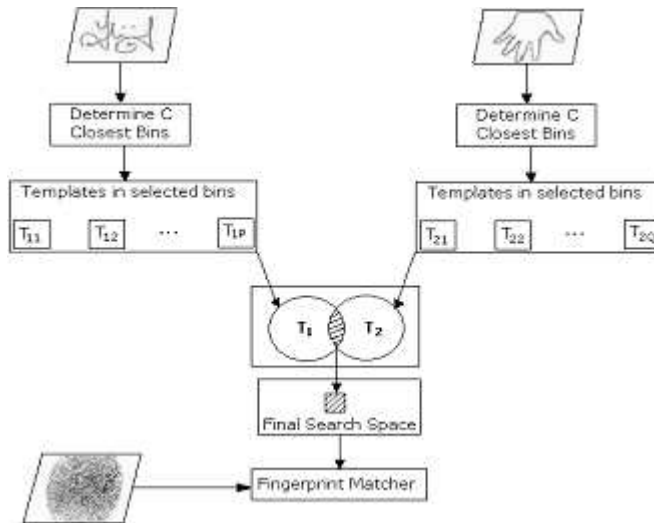 Determine C
Closest Bins
Determine C
Closest Bins
Templates in selected bins
T11 T12 ... T1P
Templates in selected bins
T21 T22 ... T2Q
T1 T2
Final Search Space
Fingerprint Matcher